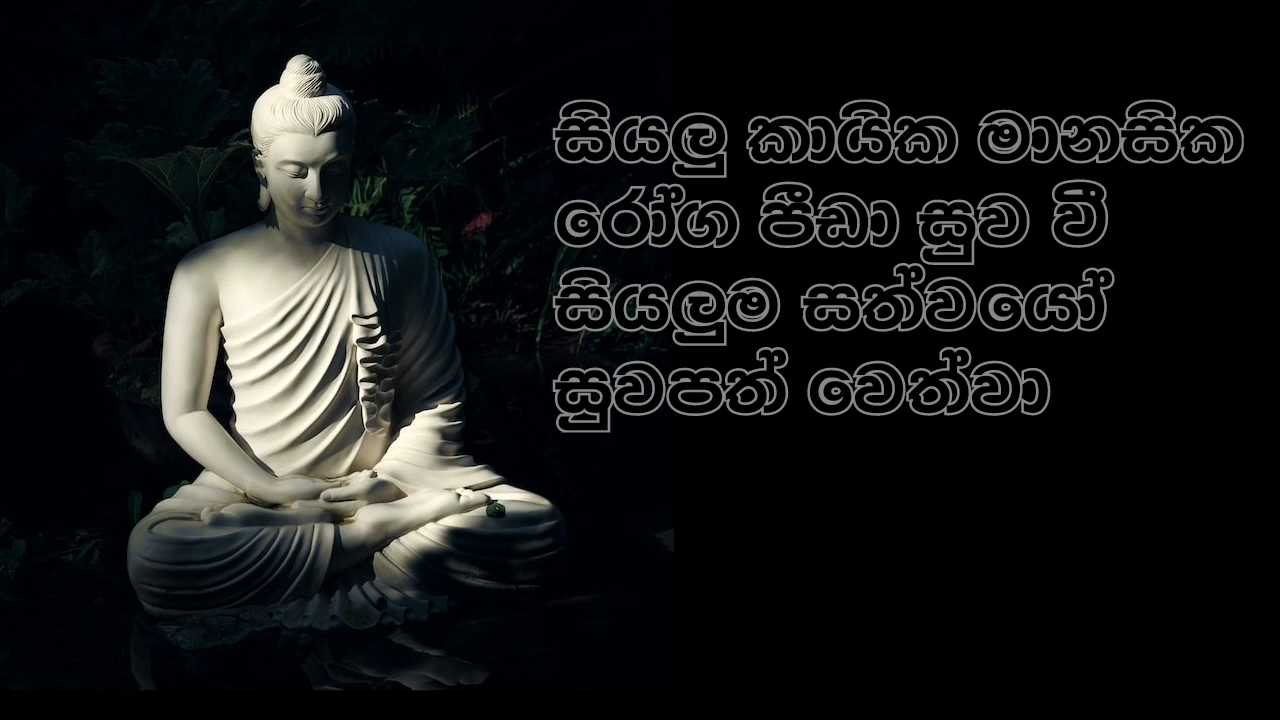 සියලු කායික මානසික
රෝග පීඩා සුව වී
සියලුම සත්වයෝ
සුවපත් වෙත්වා